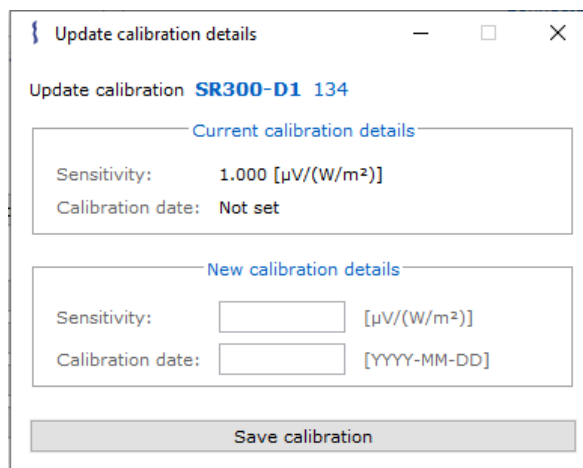 Update calibration details
Update calibration SR300-D1 134
Current calibration details
Sensitivity: 1.000 [µV/(W/m²)]
Calibration date: Not set
New calibration details
Sensitivity: [µV/(W/m²)]
Calibration date: [YYYY-MM-DD]
Save calibration